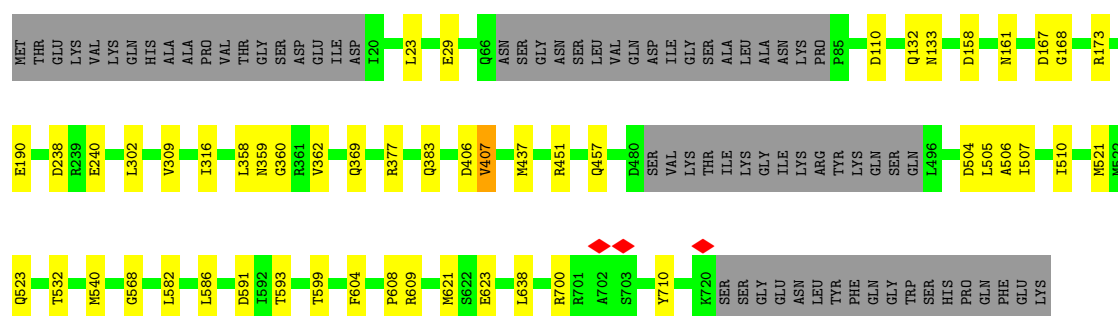 MET THR GLU LYS VAL LYS GLN HIS ALA ALA PRO VAL THR GLY SER ASP GLU ILE ASP I20 L23 E29 Q66 ASN SER GLY ASN SER LEU VAL GLN ASP ILE GLY SER ALA LEU ALA ASN LYS PRO P85 D110 Q132 N133 D158 N161 D167 G168 R173
E190 D238 R239 E240 L302 V309 I316 L358 N359 G360 R361 V362 Q369 R377 Q383 D406 V407 M437 R451 Q457 D480 SER VAL LYS THR ILE LYS GLY ILE LYS ARG TYR LYS GLN SER GLN L496 D504 L505 A506 I507 I510 M521 M522
Q523 T532 M540 G568 L582 L586 D591 I592 T593 T599 F604 P608 R609 M621 S622 E623 L638 R700 R701 A702 S703 Y710 K720 SER SER GLY GLU ASN LEU TYR PHE GLN GLY TRP SER HIS PRO GLN PHE GLU LYS